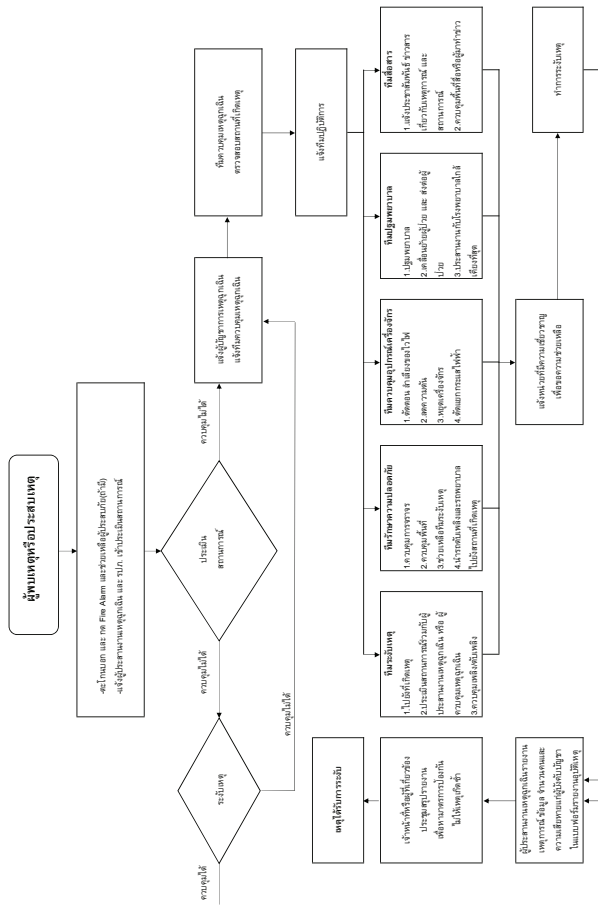 ผู้พบเหตุหรือประสบเหตุ
-ตะโกนบอก และ กด Fire Alarm และช่วยเหลือผู้ประสบภัย(ถ้ามี)
-แจ้งผู้ประสานงานเหตุฉุกเฉิน และ รปภ. เข้าประเมินสถานการณ์
ประเมิน
สถานการณ์
ควบคุมไม่ได้
ควบคุมไม่ได้
ระงับเหตุ
ควบคุมได้
ควบคุมไม่ได้
แจ้งผู้บัญชาการเหตุฉุกเฉิน
แจ้งทีมควบคุมเหตุฉุกเฉิน
ทีมควบคุมเหตุฉุกเฉิน
ตรวจสอบสถานที่เกิดเหตุ
แจ้งทีมปฏิบัติการ
ทีมระงับเหตุ
1.ไปยังที่เกิดเหตุ
2.ประเมินสถานการณ์ร่วมกับผู้
ประสานงานเหตุฉุกเฉิน หรือ ผู้
ควบคุมเหตุฉุกเฉิน
3.ควบคุมเพลิง/ดับเพลิง
ทีมรักษาความปลอดภัย
1.ควบคุมการจราจร
2.ควบคุมพื้นที่
3.ช่วยเหลือทีมระงับเหตุ
4.นำรถดับเพลิงและรถพยาบาล
ไปยังสถานที่เกิดเหตุ
ทีมควบคุมอุปกรณ์เครื่องจักร
1.ตัดตอน ลำเลียงของไวไฟ
2.ลดความดัน
3.หยุดเครื่องจักร
4.ตัดแยกกระแสไฟฟ้า
ทีมปฐมพยาบาล
1.ปฐมพยาบาล
2.เคลื่อนย้ายผู้ป่วย และ ส่งต่อผู้
ป่วย
3.ประสานงานกับโรงพยาบาลใกล้
เคียงที่สุด
ทีมสื่อสาร
1.แจ้งประชาสัมพันธ์ ข่าวสาร
เกี่ยวกับเหตุการณ์ และ
สถานการณ์
2.ควบคุมพื้นที่สื่อหรือผู้มาทำข่าว
แจ้งหน่วยที่มีความเชี่ยวชาญ
เพื่อขอความช่วยเหลือ
ทำการระงับเหตุ
ผู้ประสานงานเหตุฉุกเฉินรายงาน
เหตุการณ์ ข้อมูล จำนวนคนและ
ความเสียหายแก่ผู้บังคับบัญชา
ในแบบฟอร์มรายงานอุบัติเหตุ
เจ้าหน้าที่หรือผู้ที่เกี่ยวข้อง
ประชุมสรุปรายงาน
เพื่อหามาตรการป้องกัน
ไม่ให้เหตุเกิดซ้ำ
เหตุได้รับการระงับ